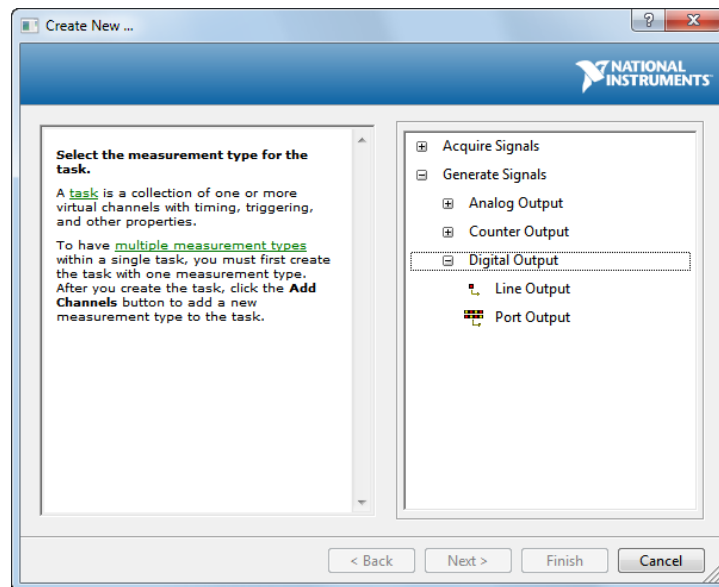 Create New ...
?
NATIONAL
INSTRUMENTS
Select the measurement type for the
task.
A task is a collection of one or more
virtual channels with timing, triggering,
and other properties.
To have multiple measurement types
within a single task, you must first create
the task with one measurement type.
After you create the task, click the Add
Channels button to add a new
measurement type to the task.
Acquire Signals
Generate Signals
Analog Output
Counter Output
Digital Output
Line Output
Port Output
< Back
Next >
Finish
Cancel